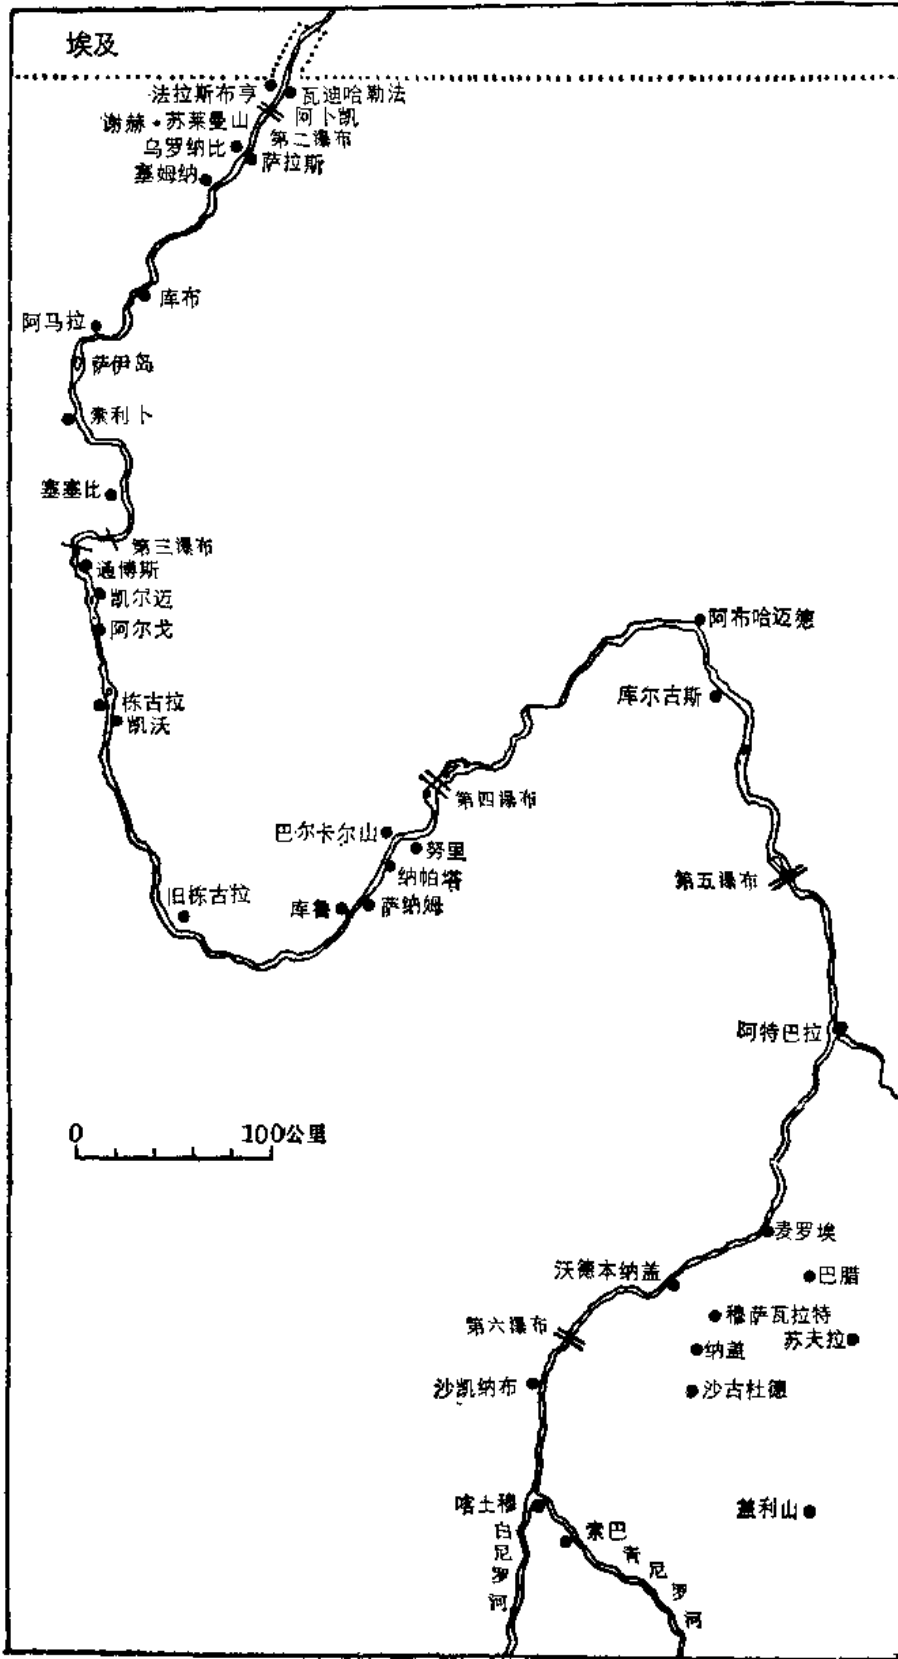 埃及
法拉斯布亨
瓦迪哈勒法
谢赫·苏莱曼山
阿卜凯
第二瀑布
乌罗纳比
萨拉斯
塞姆纳
库布
阿马拉
萨伊岛
索利卜
塞塞比
第三瀑布
通博斯
凯尔迈
阿尔戈
栋古拉
凯沃
阿布哈迈德
库尔古斯
第四瀑布
巴尔卡尔山
努里
纳帕塔
第五瀑布
旧栋古拉
库鲁
萨纳姆
阿特巴拉
0 100公里
麦罗埃
沃德本纳盖
巴腊
穆萨瓦拉特
第六瀑布
苏夫拉
纳盖
沙凯纳布
沙古杜德
喀土穆
盖利山
索巴
白尼罗河
青尼罗河